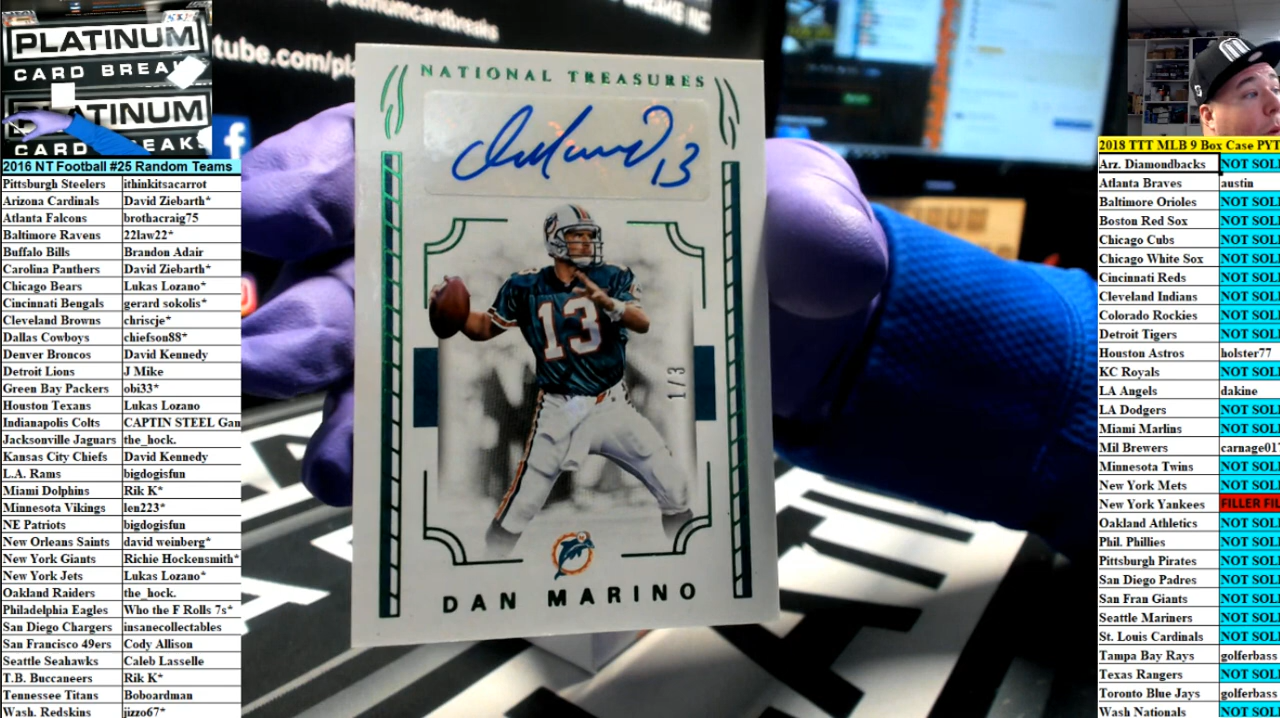 PLATINUM
CARD BREA
PLATINUM
CARD BREAKS
platinumcardbreaks
BREAKS INC
tube.com/pla
2016 NT Football #25 Random Teams
Pittsburgh Steelers ithinkitsacarrot
Arizona Cardinals David Ziebarth*
Atlanta Falcons brothacraig75
Baltimore Ravens 22law22*
Buffalo Bills Brandon Adair
Carolina Panthers David Ziebarth*
Chicago Bears Lukas Lozano*
Cincinnati Bengals gerard sokolis*
Cleveland Browns chriscje*
Dallas Cowboys chiefson88*
Denver Broncos David Kennedy
Detroit Lions J Mike
Green Bay Packers obi33*
Houston Texans Lukas Lozano
Indianapolis Colts CAPTIN STEEL Gan
Jacksonville Jaguars the_hock.
Kansas City Chiefs David Kennedy
L.A. Rams bigdogisfun
Miami Dolphins Rik K*
Minnesota Vikings len223*
NE Patriots bigdogisfun
New Orleans Saints david weinberg*
New York Giants Richie Hockensmith*
New York Jets Lukas Lozano*
Oakland Raiders the_hock.
Philadelphia Eagles Who the F Rolls 7s*
San Diego Chargers insanecollectables
San Francisco 49ers Cody Allison
Seattle Seahawks Caleb Lasselle
T.B. Buccaneers Rik K*
Tennessee Titans Boboardman
Wash. Redskins jizzo67*
NATIONAL TREASURES
13
13
1/3
DAN MARINO
2018 TTT MLB 9 Box Case PYT
Arz. Diamondbacks NOT SOL
Atlanta Braves austin
Baltimore Orioles NOT SOL
Boston Red Sox NOT SOL
Chicago Cubs NOT SOL
Chicago White Sox NOT SOL
Cincinnati Reds NOT SOL
Cleveland Indians NOT SOL
Colorado Rockies NOT SOL
Detroit Tigers NOT SOL
Houston Astros holster77
KC Royals NOT SOL
LA Angels dakine
LA Dodgers NOT SOL
Miami Marlins NOT SOL
Mil Brewers carnage017
Minnesota Twins NOT SOL
New York Mets NOT SOL
New York Yankees FILLER FIL
Oakland Athletics NOT SOL
Phil. Phillies NOT SOL
Pittsburgh Pirates NOT SOL
San Diego Padres NOT SOL
San Fran Giants NOT SOL
Seattle Mariners NOT SOL
St. Louis Cardinals NOT SOL
Tampa Bay Rays golferbass
Texas Rangers NOT SOL
Toronto Blue Jays golferbass
Wash Nationals NOT SOL